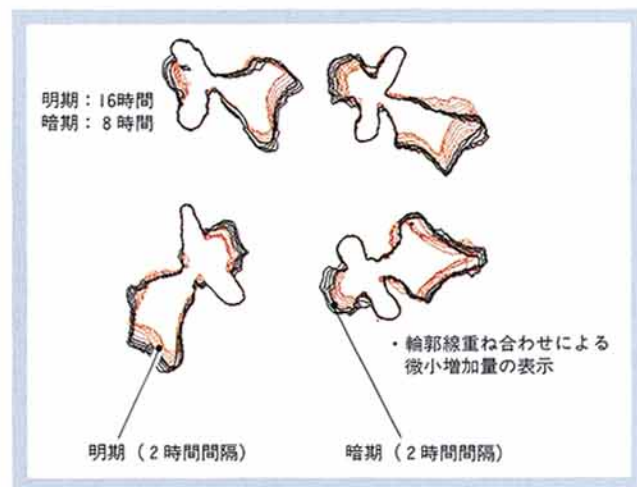 明期：16時間
暗期：8時間
・輪郭線重ね合わせによる
微小増加量の表示
明期（2時間間隔）
暗期（2時間間隔）